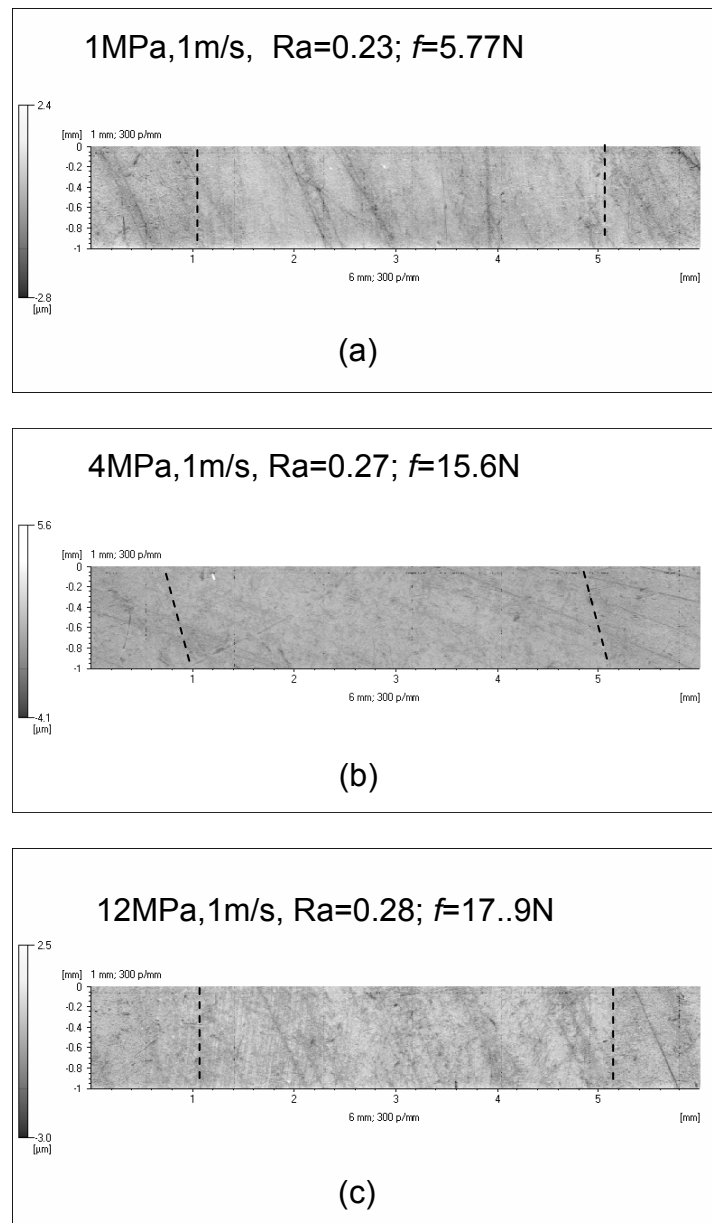 1MPa,1m/s, Ra=0.23; f=5.77N
2.4
[mm] 1 mm; 300 p/mm
0
-0.2
-0.4
-0.6
-0.8
-1
1 2 3 4 5
6 mm; 300 p/mm [mm]
-2.8
[µm]
(a)
4MPa,1m/s, Ra=0.27; f=15.6N
5.6
[mm] 1 mm; 300 p/mm
0
-0.2
-0.4
-0.6
-0.8
-1
1 2 3 4 5
6 mm; 300 p/mm [mm]
-4.1
[µm]
(b)
12MPa,1m/s, Ra=0.28; f=17..9N
2.5
[mm] 1 mm; 300 p/mm
0
-0.2
-0.4
-0.6
-0.8
-1
1 2 3 4 5
6 mm; 300 p/mm [mm]
-3.0
[µm]
(c)